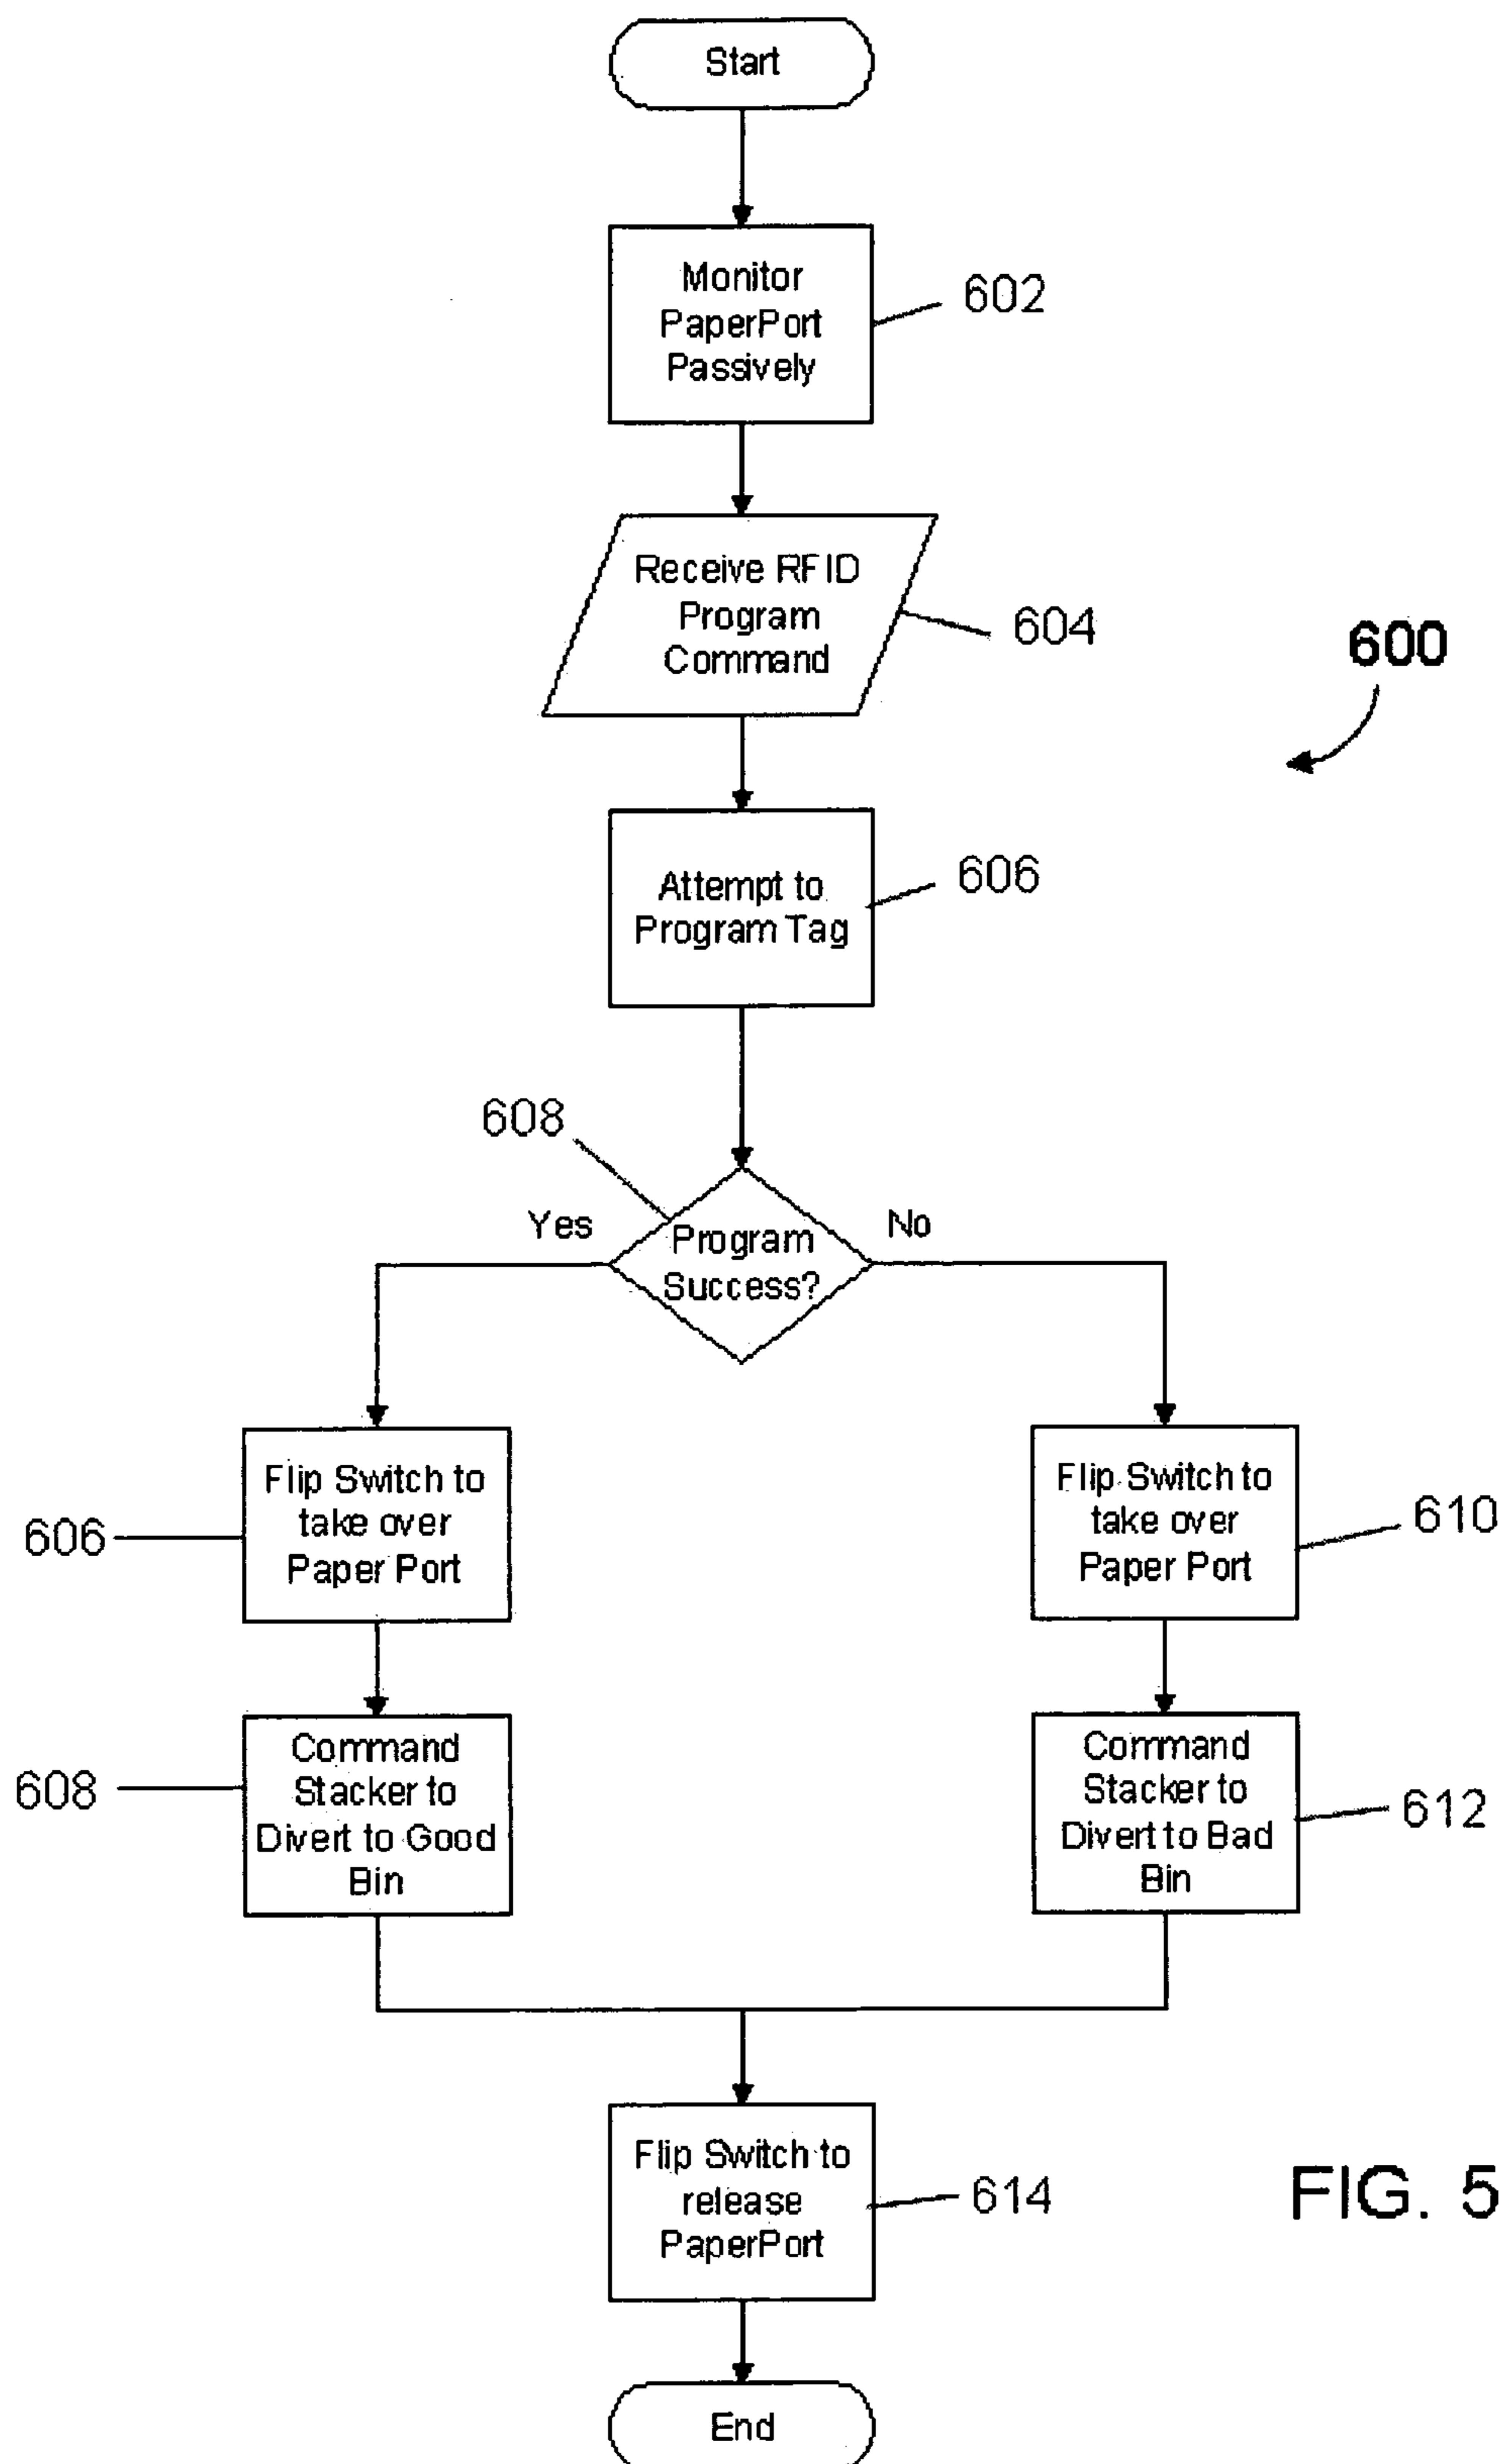 Start
Monitor
PaperPort
Passively
602
Receive RFID
Program
Command
604
600
Attempt to
Program Tag
606
608
Yes
No
Program
Success?
Flip Switch to
take over
Paper Port
606
Flip Switch to
take over
Paper Port
610
Command
Stacker to
Divert to Good
Bin
608
Command
Stacker to
Divert to Bad
Bin
612
Flip Switch to
release
PaperPort
614
FIG. 5
End